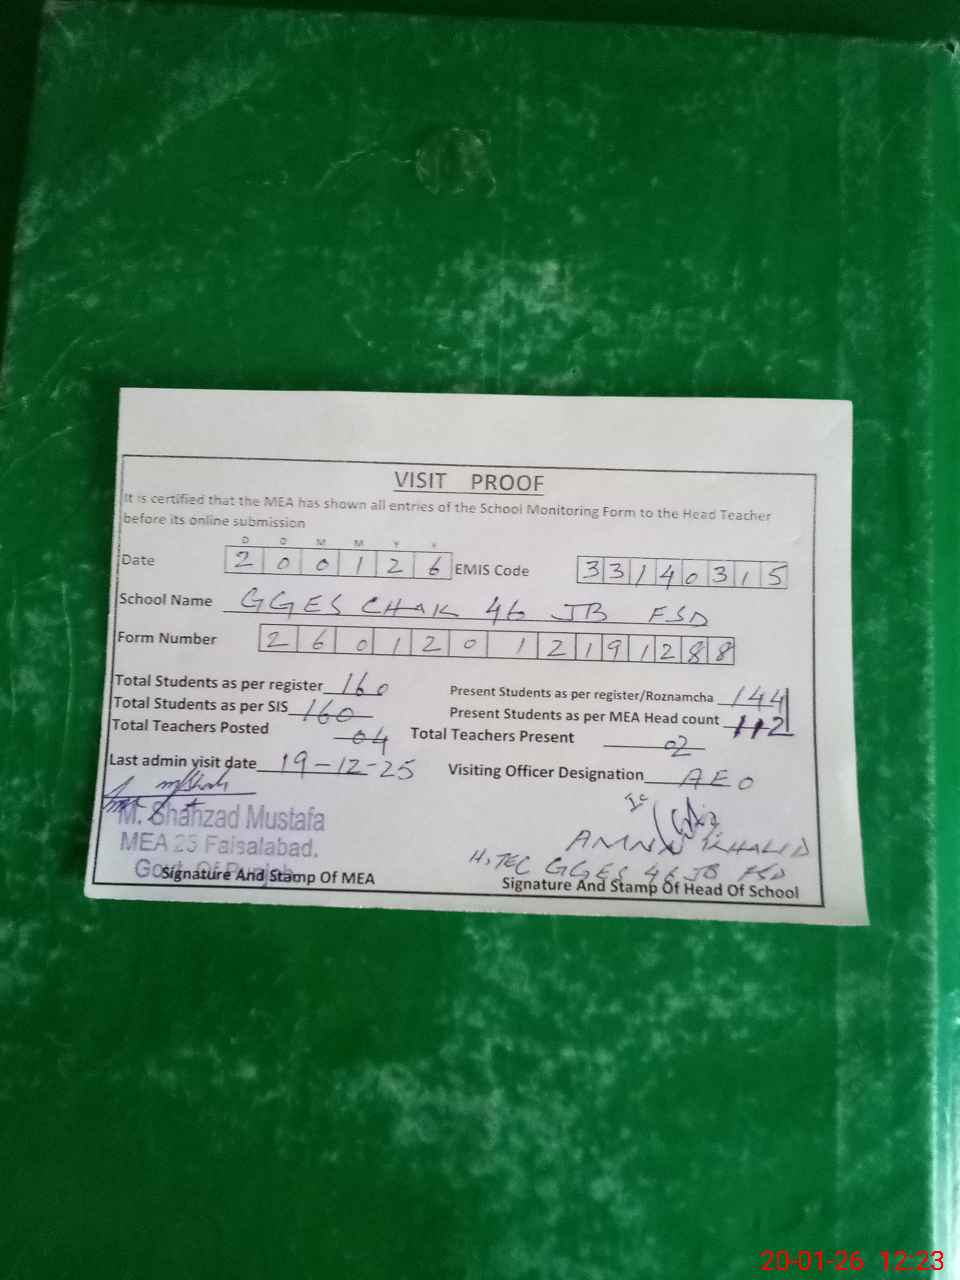 VISIT PROOF
It is certified that the MEA has shown all entries of the School Monitoring Form to the Head Teacher
before its online submission
D D M M Y Y
Date 2 0 0 1 2 6 EMIS Code 3 3 1 4 0 3 1 5
School Name GGES CHAK 46 JB FSD
Form Number 2 6 0 1 2 0 1 2 1 9 1 2 8 8
Total Students as per register 160 Present Students as per register/Roznamcha 144
Total Students as per SIS 160 Present Students as per MEA Head count 112
Total Teachers Posted 04 Total Teachers Present 02
Last admin visit date 19-12-25 Visiting Officer Designation AEO
M. Shahzad Mustafa
MEA 25 Faisalabad.
Govt. Of Punjab
Signature And Stamp Of MEA
AMNA KHALID
H, TEC GGES 46 JB FSD
Signature And Stamp Of Head Of School
20-01-26 12:23